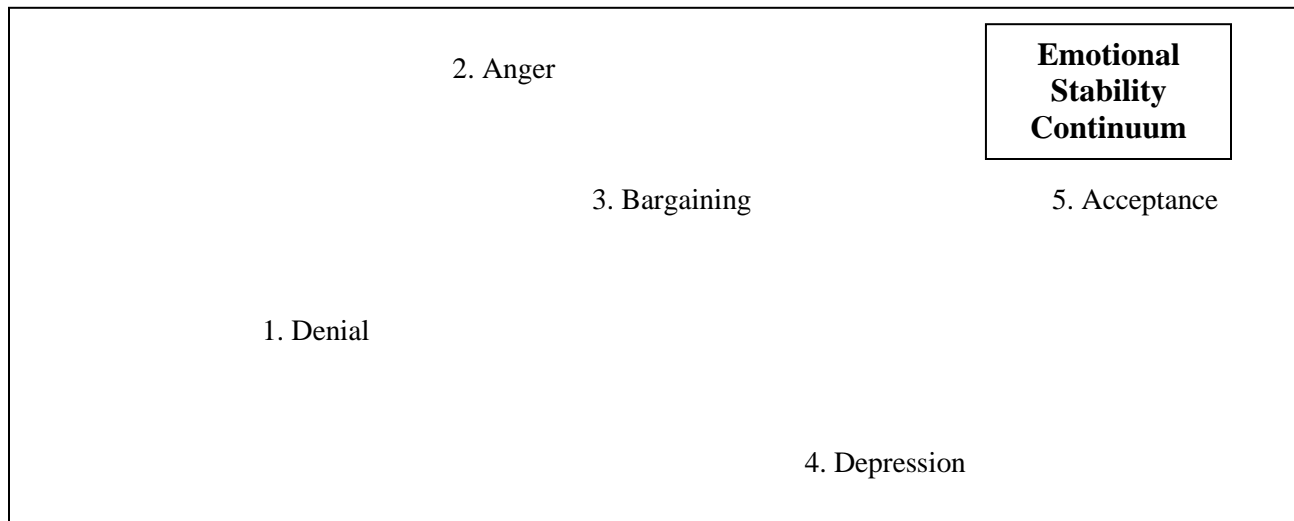 2. Anger
Emotional
Stability
Continuum
3. Bargaining
5. Acceptance
1. Denial
4. Depression